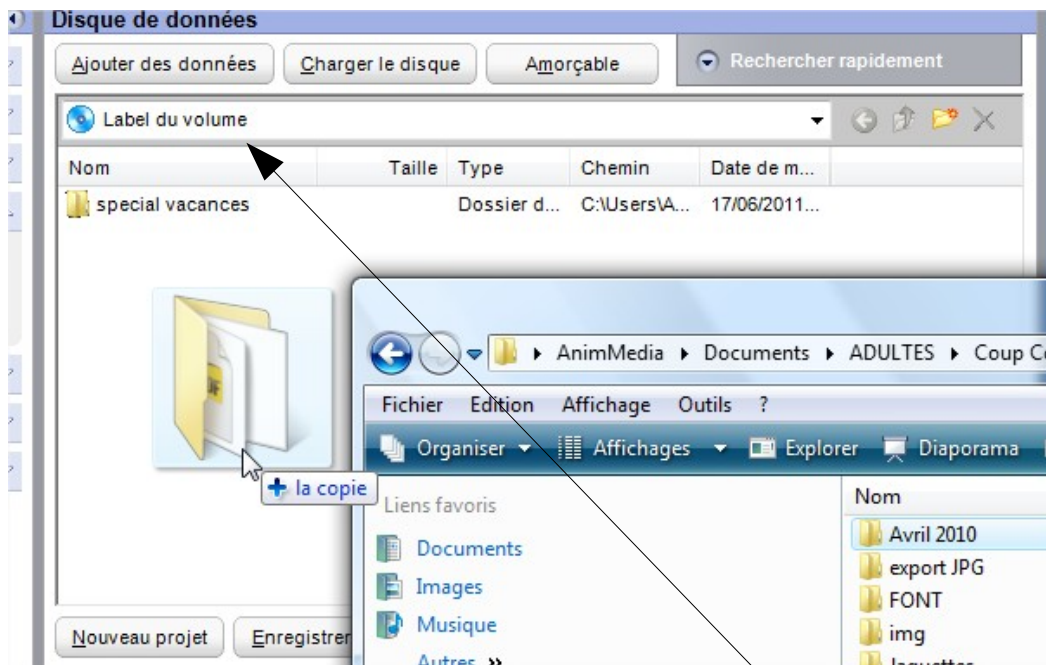 Disque de données
Ajouter des données Charger le disque Amorçable Rechercher rapidement
Label du volume
Nom Taille Type Chemin Date de m...
special vacances Dossier d... C:\Users\A... 17/06/2011...
AnimMedia Documents ADULTES Coup
Fichier Edition Affichage Outils ?
Organiser Affichages Explorer Diaporama
la copie
Liens favoris
Nom
Documents
Avril 2010
Images
export JPG
Musique
FONT
Autres »
img
Nouveau projet Enregistrer